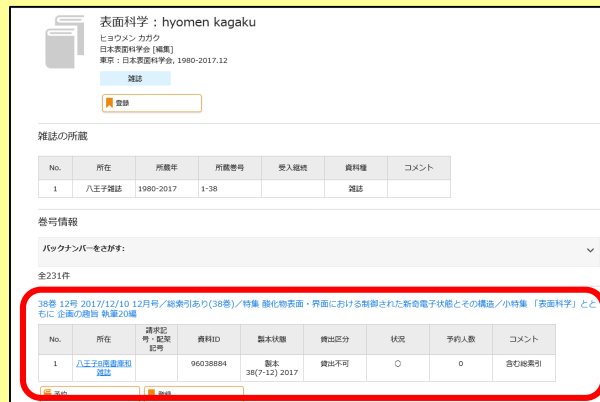 表面科学 : hyomen kagaku
ヒョウメン カガク
日本表面科学会 [編集]
東京 : 日本表面科学会, 1980-2017.12
雑誌
登録
雑誌の所蔵
No. 所在 所蔵年 所蔵巻号 受入継続 資料種 コメント
1 八王子雑誌 1980-2017 1-38 雑誌
巻号情報
バックナンバーをさがす:
全231件
38巻 12号 2017/12/10 12月号／総索引あり(38巻)／特集 酸化物表面・界面における制御された新奇電子状態とその構造／小特集 「表面科学」とと
もに 企画の趣旨 執筆20編
No. 所在 請求記号・配架記号 資料ID 製本状態 貸出区分 状況 予約人数 コメント
1 八王子B南書庫和雑誌 96038884 製本 38(7-12) 2017 貸出不可 ○ 0 含む総索引
予約 登録